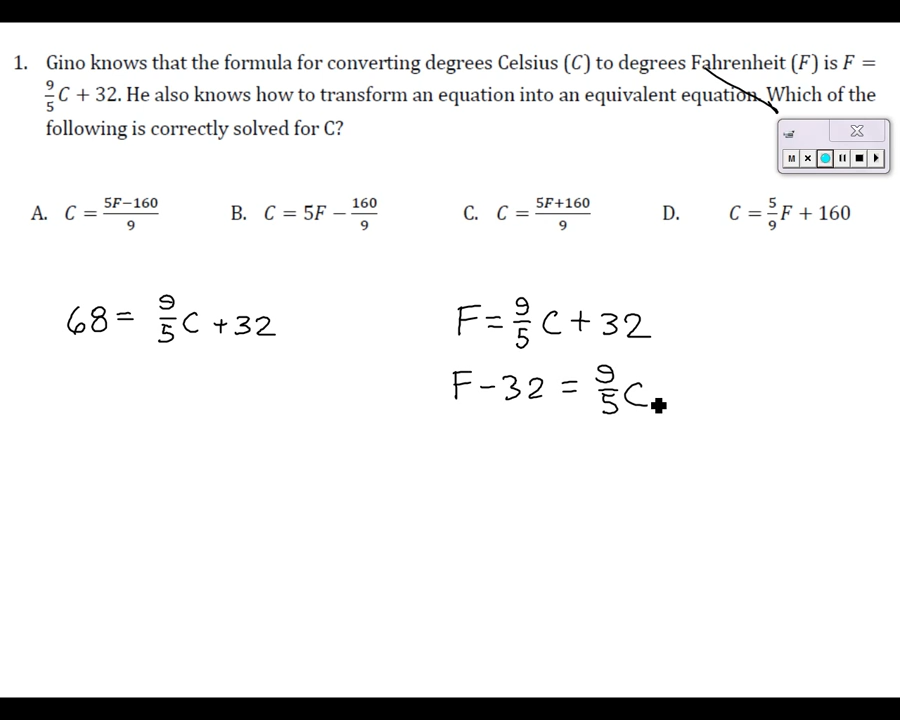 1. Gino knows that the formula for converting degrees Celsius (C) to degrees Fahrenheit (F) is F =
9/5 C + 32. He also knows how to transform an equation into an equivalent equation. Which of the
following is correctly solved for C?
M
A. C = 5F−160/9 B. C = 5F − 160/9 C. C = 5F+160/9 D. C = 5/9 F + 160
68 = 9/5 C + 32 F = 9/5 C + 32
F − 32 = 9/5 C